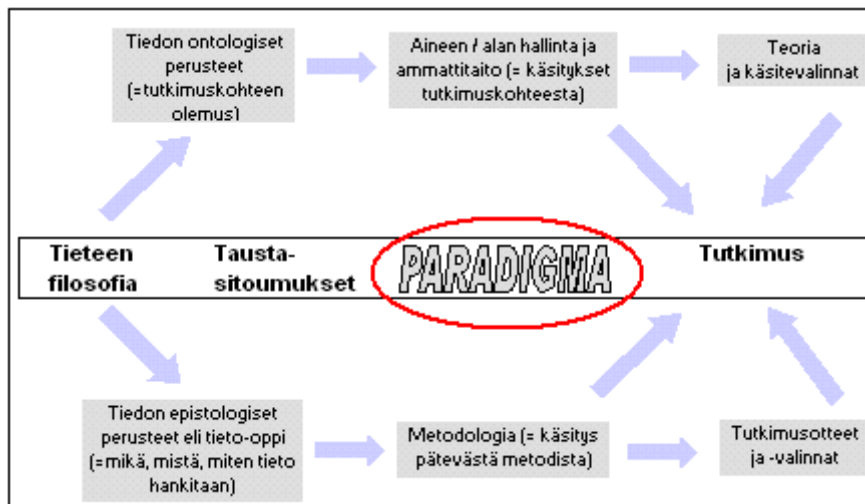 Tiedon ontologiset
perusteet
(=tutkimuskohteen
olemus)
Aineen / alan hallinta ja
ammattitaito (= käsitykset
tutkimuskohteesta)
Teoria
ja käsitevalinnat
Tieteen
filosofia
Tausta-
sitoumukset
PARADIGMA
Tutkimus
Tiedon epistologiset
perusteet eli tieto-oppi
(=mikä, mistä, miten tieto
hankitaan)
Metodologia (= käsitys
pätevästä metodista)
Tutkimusotteet
ja -valinnat